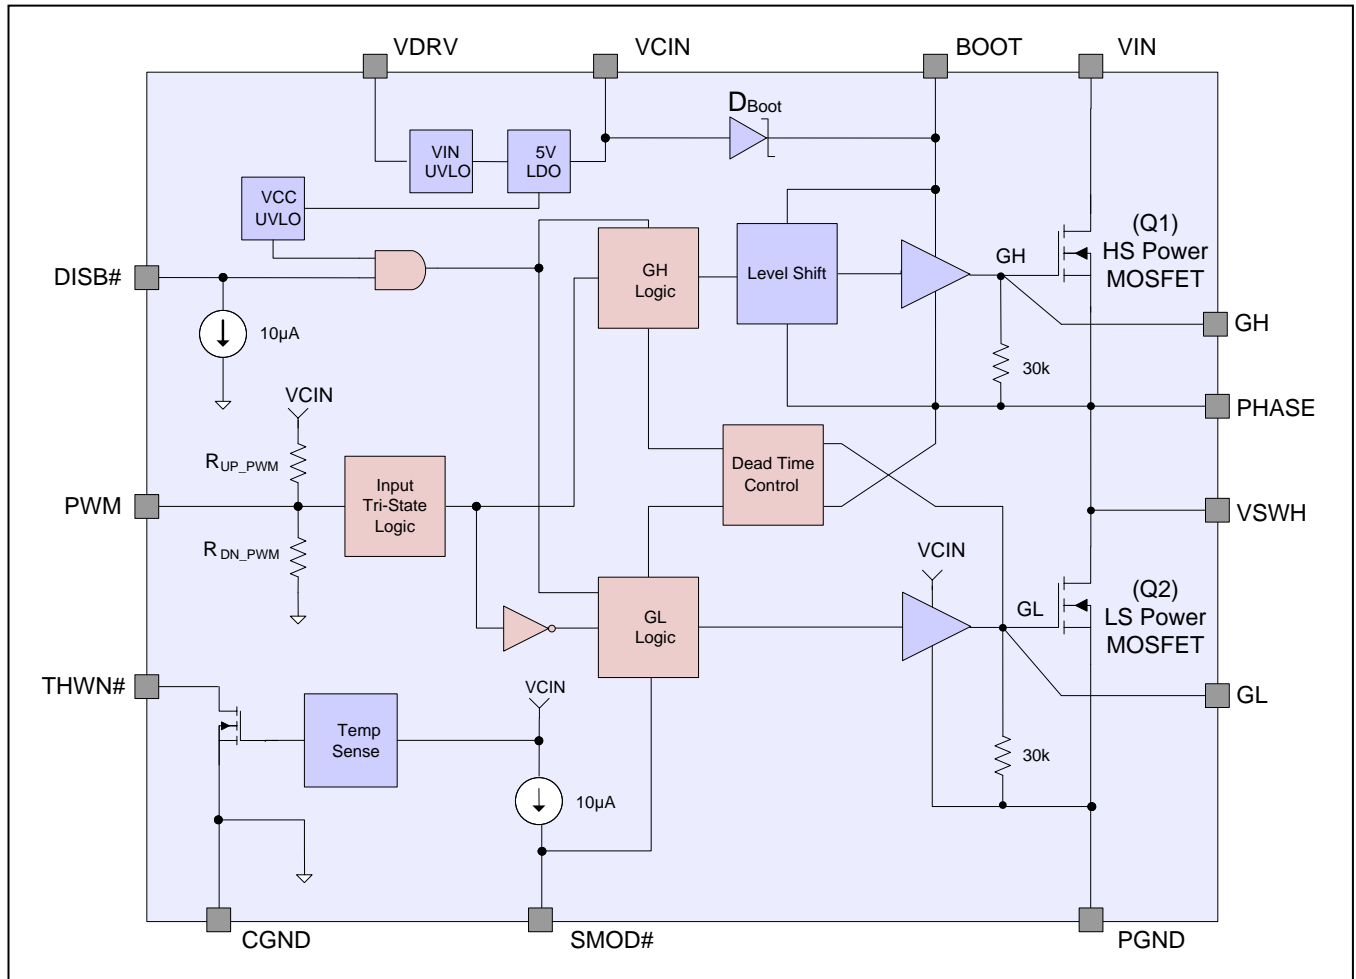 VDRV
VCIN
BOOT
VIN
D Boot
VIN
UVLO
5V
LDO
VCC
UVLO
(Q1)
HS Power
MOSFET
DISB#
GH
Logic
Level Shift
GH
10µA
GH
30k
VCIN
PHASE
R UP_PWM
Dead Time
Control
Input
Tri-State
Logic
PWM
VSWH
R DN_PWM
VCIN
(Q2)
LS Power
MOSFET
GL
GL
Logic
THWN#
VCIN
GL
Temp
Sense
30k
10µA
CGND
SMOD#
PGND